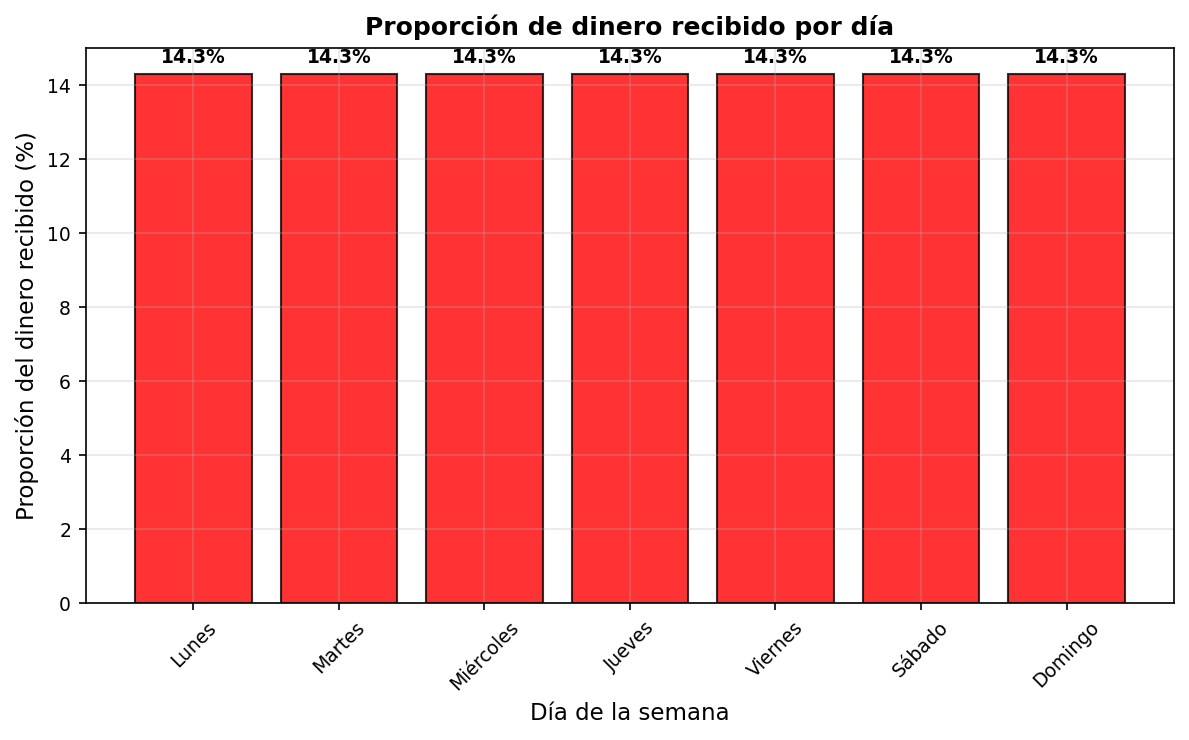 Proporción de dinero recibido por día
14.3% 14.3% 14.3% 14.3% 14.3% 14.3% 14.3%
Proporción del dinero recibido (%)
14
12
10
8
6
4
2
0
Lunes Martes Miércoles Jueves Viernes Sábado Domingo
Día de la semana